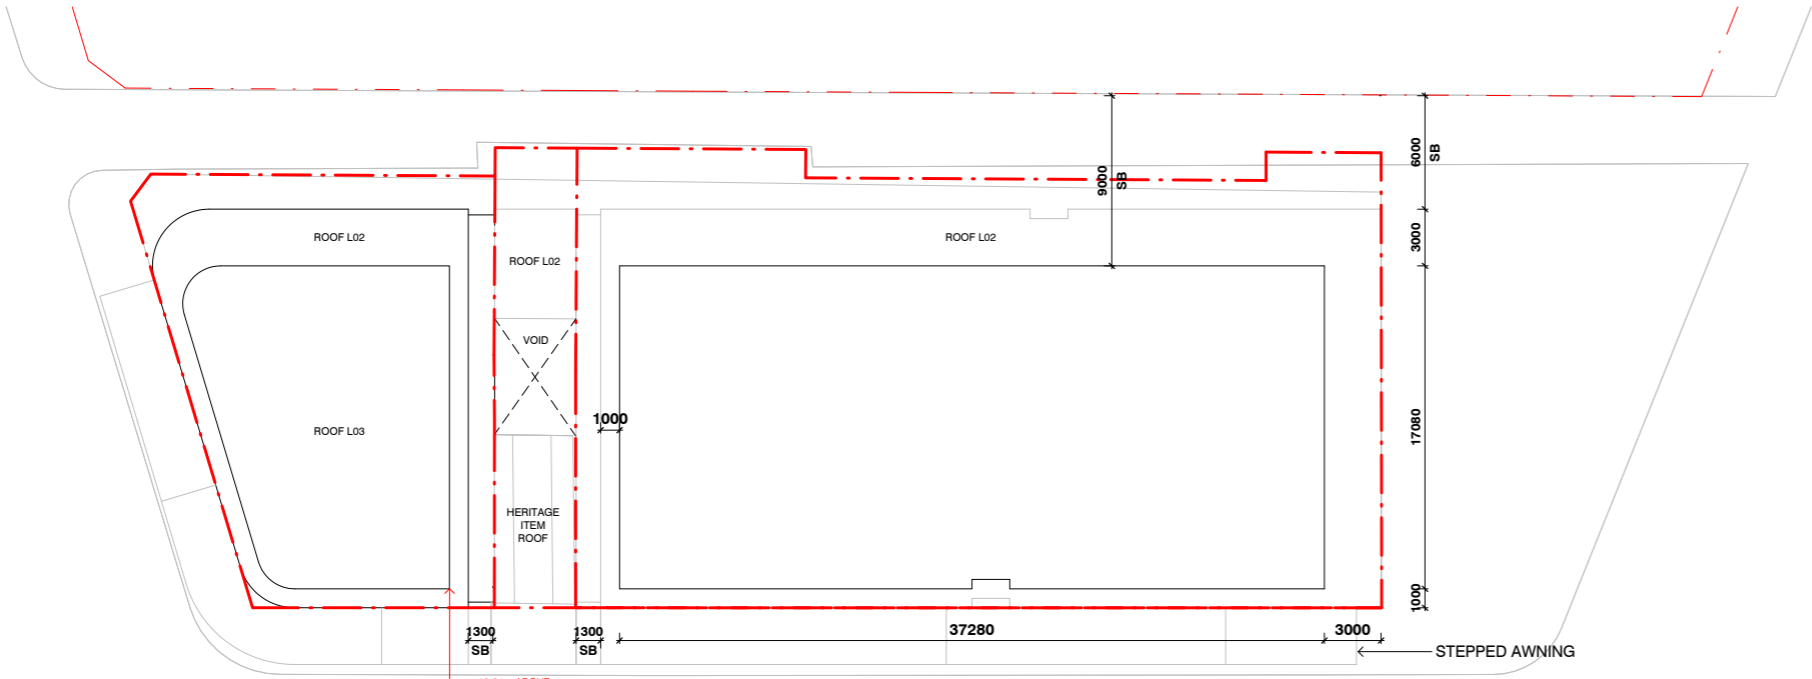 6000
SB
9000
SB
ROOF L02
ROOF L02
ROOF L02
3000
VOID
1000
ROOF L03
17080
HERITAGE
ITEM
ROOF
1000
1300
SB
1300
SB
37280
3000
STEPPED AWNING